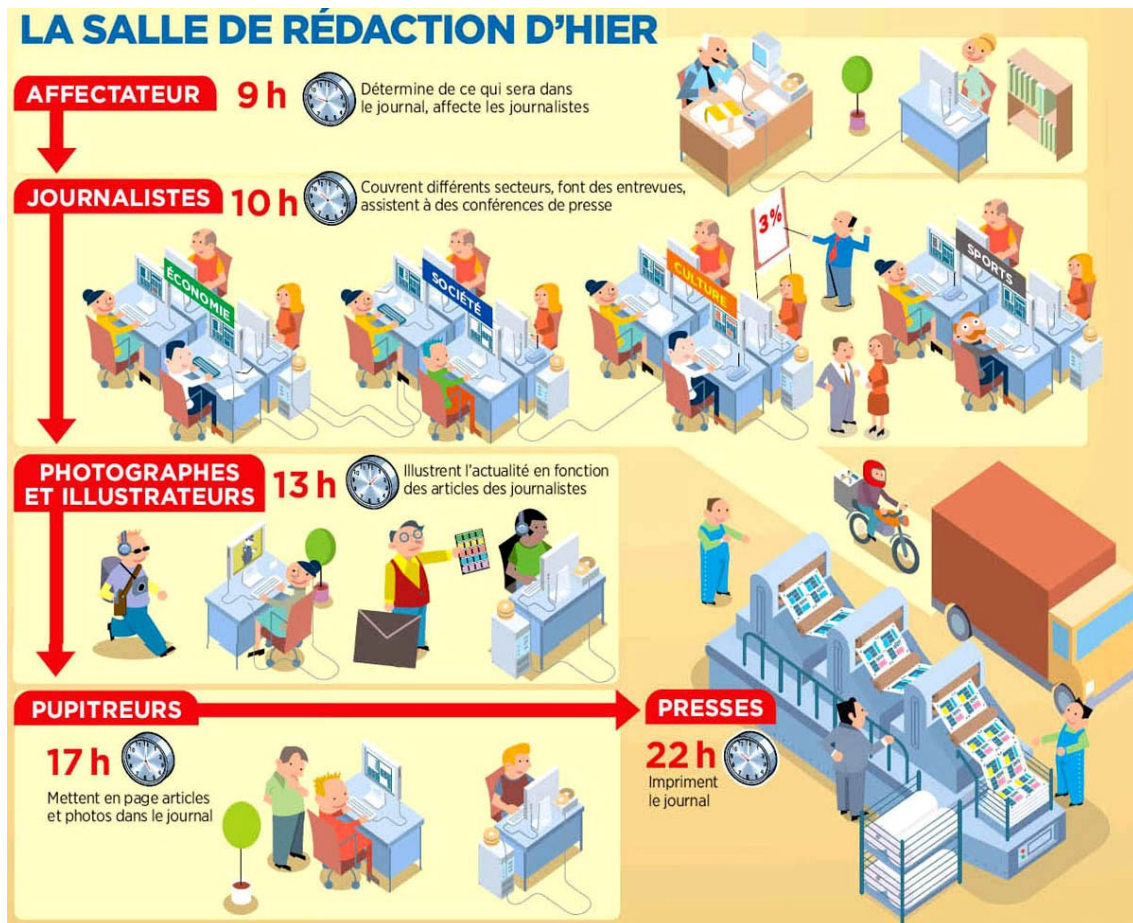 LA SALLE DE RÉDACTION D'HIER
AFFECTATEUR
9 h
Détermine de ce qui sera dans
le journal, affecte les journalistes
JOURNALISTES
10 h
Couvrent différents secteurs, font des entrevues,
assistent à des conférences de presse
3%
ÉCONOMIE
SOCIÉTÉ
CULTURE
SPORTS
PHOTOGRAPHES
ET ILLUSTRATEURS
13 h
Illustrent l'actualité en fonction
des articles des journalistes
PUPITREURS
17 h
Mettent en page articles
et photos dans le journal
PRESSES
22 h
Impriment
le journal